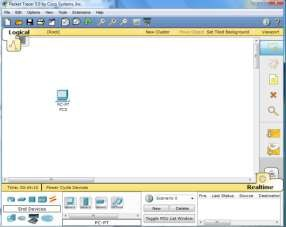 Packet Tracer 5.0 by Cisco Systems, Inc.
File Edit Options View Tools Extensions Help
Logical [Root] New Cluster Move Object Set Tiled Background Viewport
PC-PT
PC0
Time: 00:49:10 Power Cycle Devices Realtime
Scenario 0
Fire Last Status Source Destination
New Delete
End Devices
Toggle PDU List Window
PC-PT